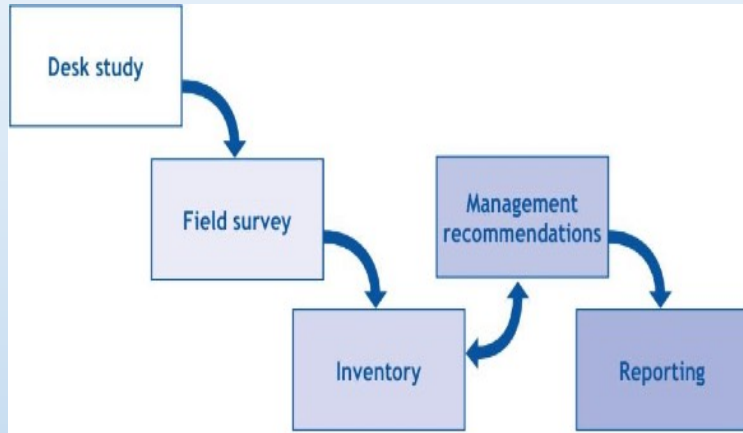 Desk study
Field survey
Management
recommendations
Inventory
Reporting